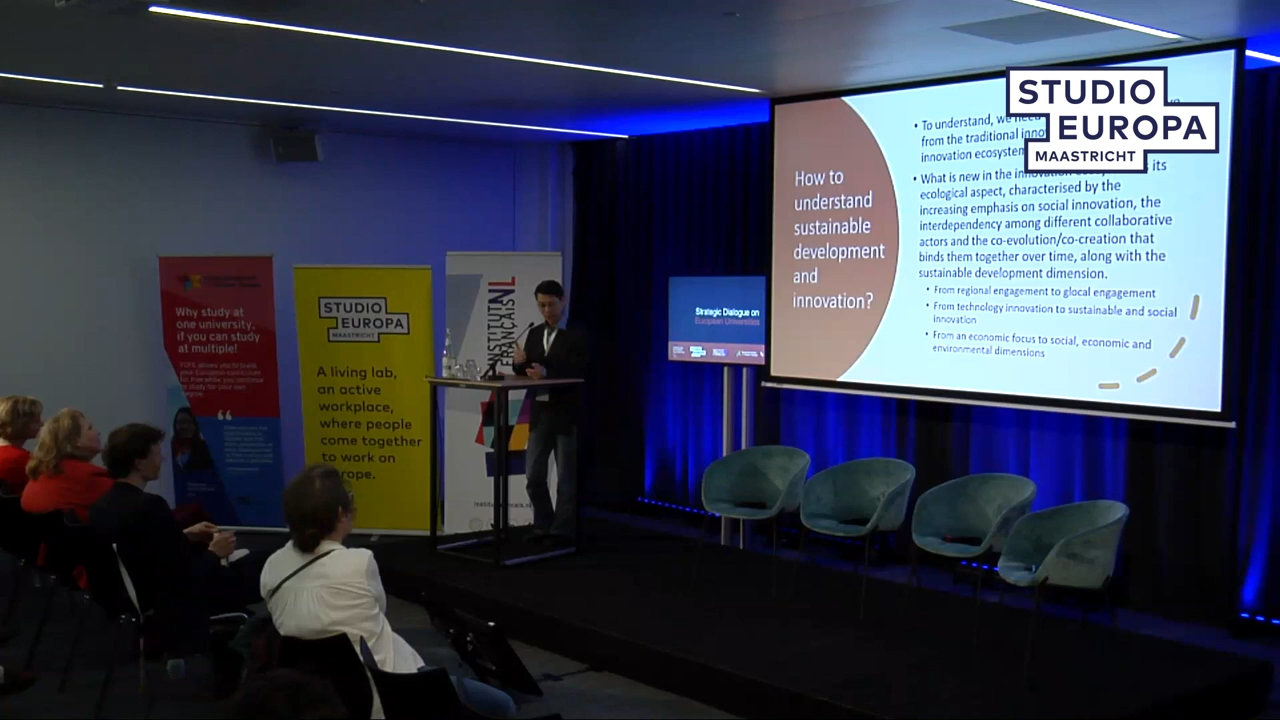 STUDIO
EUROPA
MAASTRICHT
How to
understand
sustainable
development
and
innovation?
• To understand, we need
from the traditional
innovation
• What is new in the its
ecological aspect, characterised by the
increasing emphasis on social innovation, the
interdependency among different collaborative
actors and the co-evolution/co-creation that
binds them together over time, along with the
sustainable development dimension.
• From regional engagement to glocal engagement
• From technology innovation to sustainable and social
innovation
• From an economic focus to social, economic and
environmental dimensions
Strategic Dialogue on
European Universities
Why study at
one university,
if you can study
at multiple!
STUDIO
EUROPA
MAASTRICHT
A living lab,
an active
workplace,
where people
come together
to work on
INSTITUT
FRANÇAIS
NL